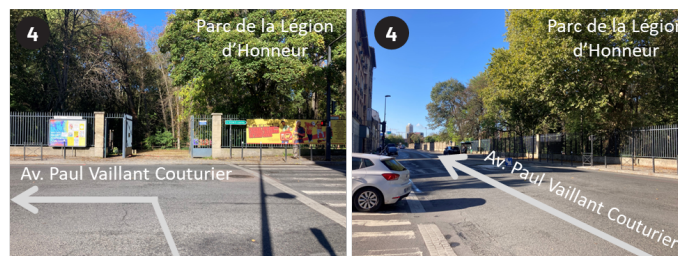 4
Parc de la Légion
d'Honneur
Av. Paul Vaillant Couturier
4
Parc de la Légion
d'Honneur
Av. Paul Vaillant Couturier